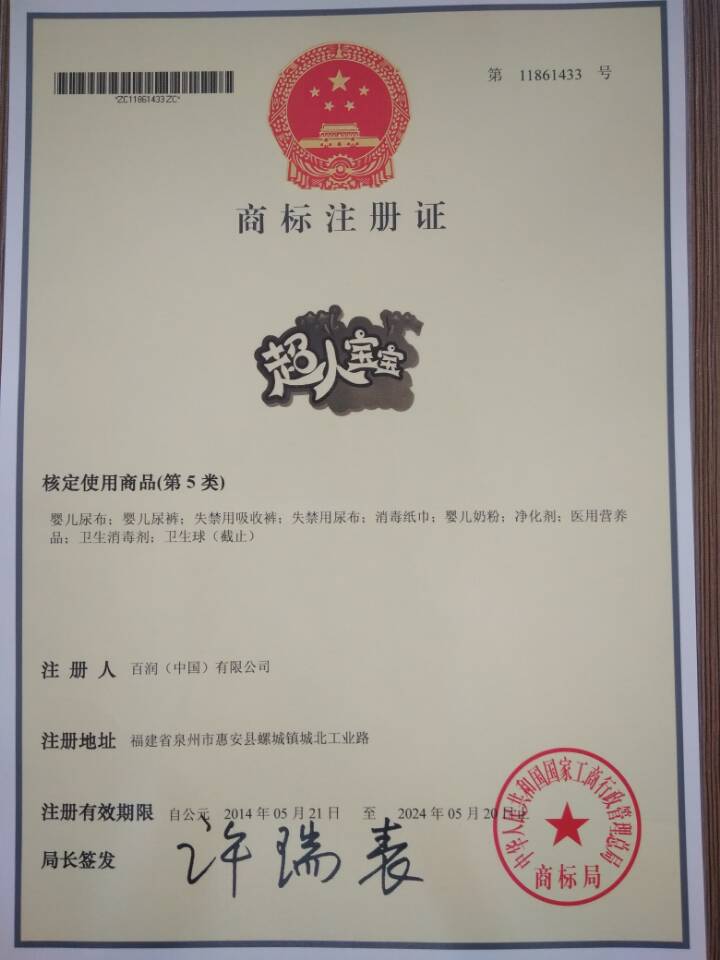 第 11861433 号
*ZC11861433ZC*
商标注册证
超人宝宝
核定使用商品(第 5 类)
婴儿尿布；婴儿尿裤；失禁用吸收裤；失禁用尿布；消毒纸巾；婴儿奶粉；净化剂；医用营养
品；卫生消毒剂；卫生球（截止）
注册人 百润（中国）有限公司
注册地址 福建省泉州市惠安县螺城镇城北工业路
注册有效期限 自公元 2014 年 05 月 21 日 至 2024 年 05 月 20 日止
局长签发 许瑞表
中华人民共和国国家工商行政管理总局
商标局